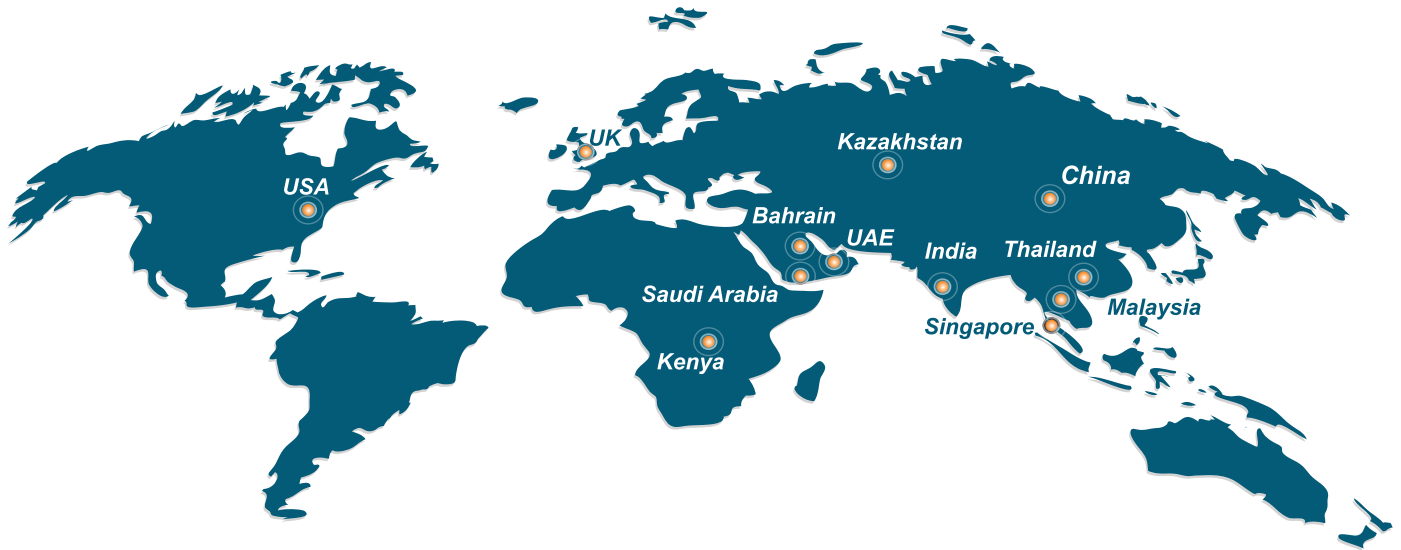 UK
Kazakhstan
China
USA
Bahrain
UAE
India
Thailand
Saudi Arabia
Malaysia
Singapore
Kenya